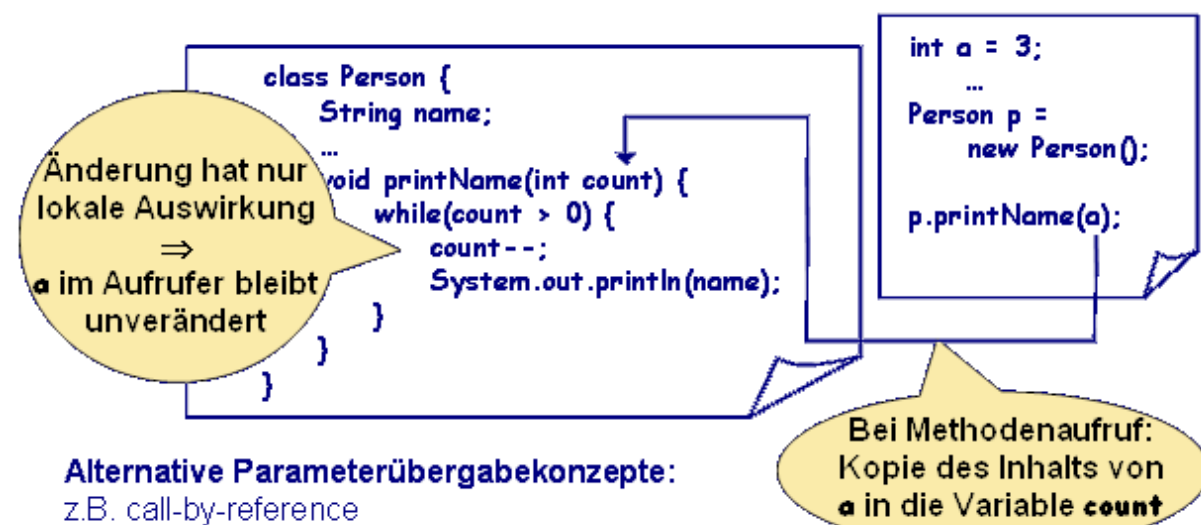 class Person {
String name;
...
void printName(int count) {
while(count > 0) {
count--;
System.out.println(name);
}
}
}
Änderung hat nur
lokale Auswirkung
⇒
a im Aufrufer bleibt
unverändert
int a = 3;
...
Person p =
new Person();
p.printName(a);
Bei Methodenaufruf:
Kopie des Inhalts von
a in die Variable count
Alternative Parameterübergabekonzepte:
z.B. call-by-reference